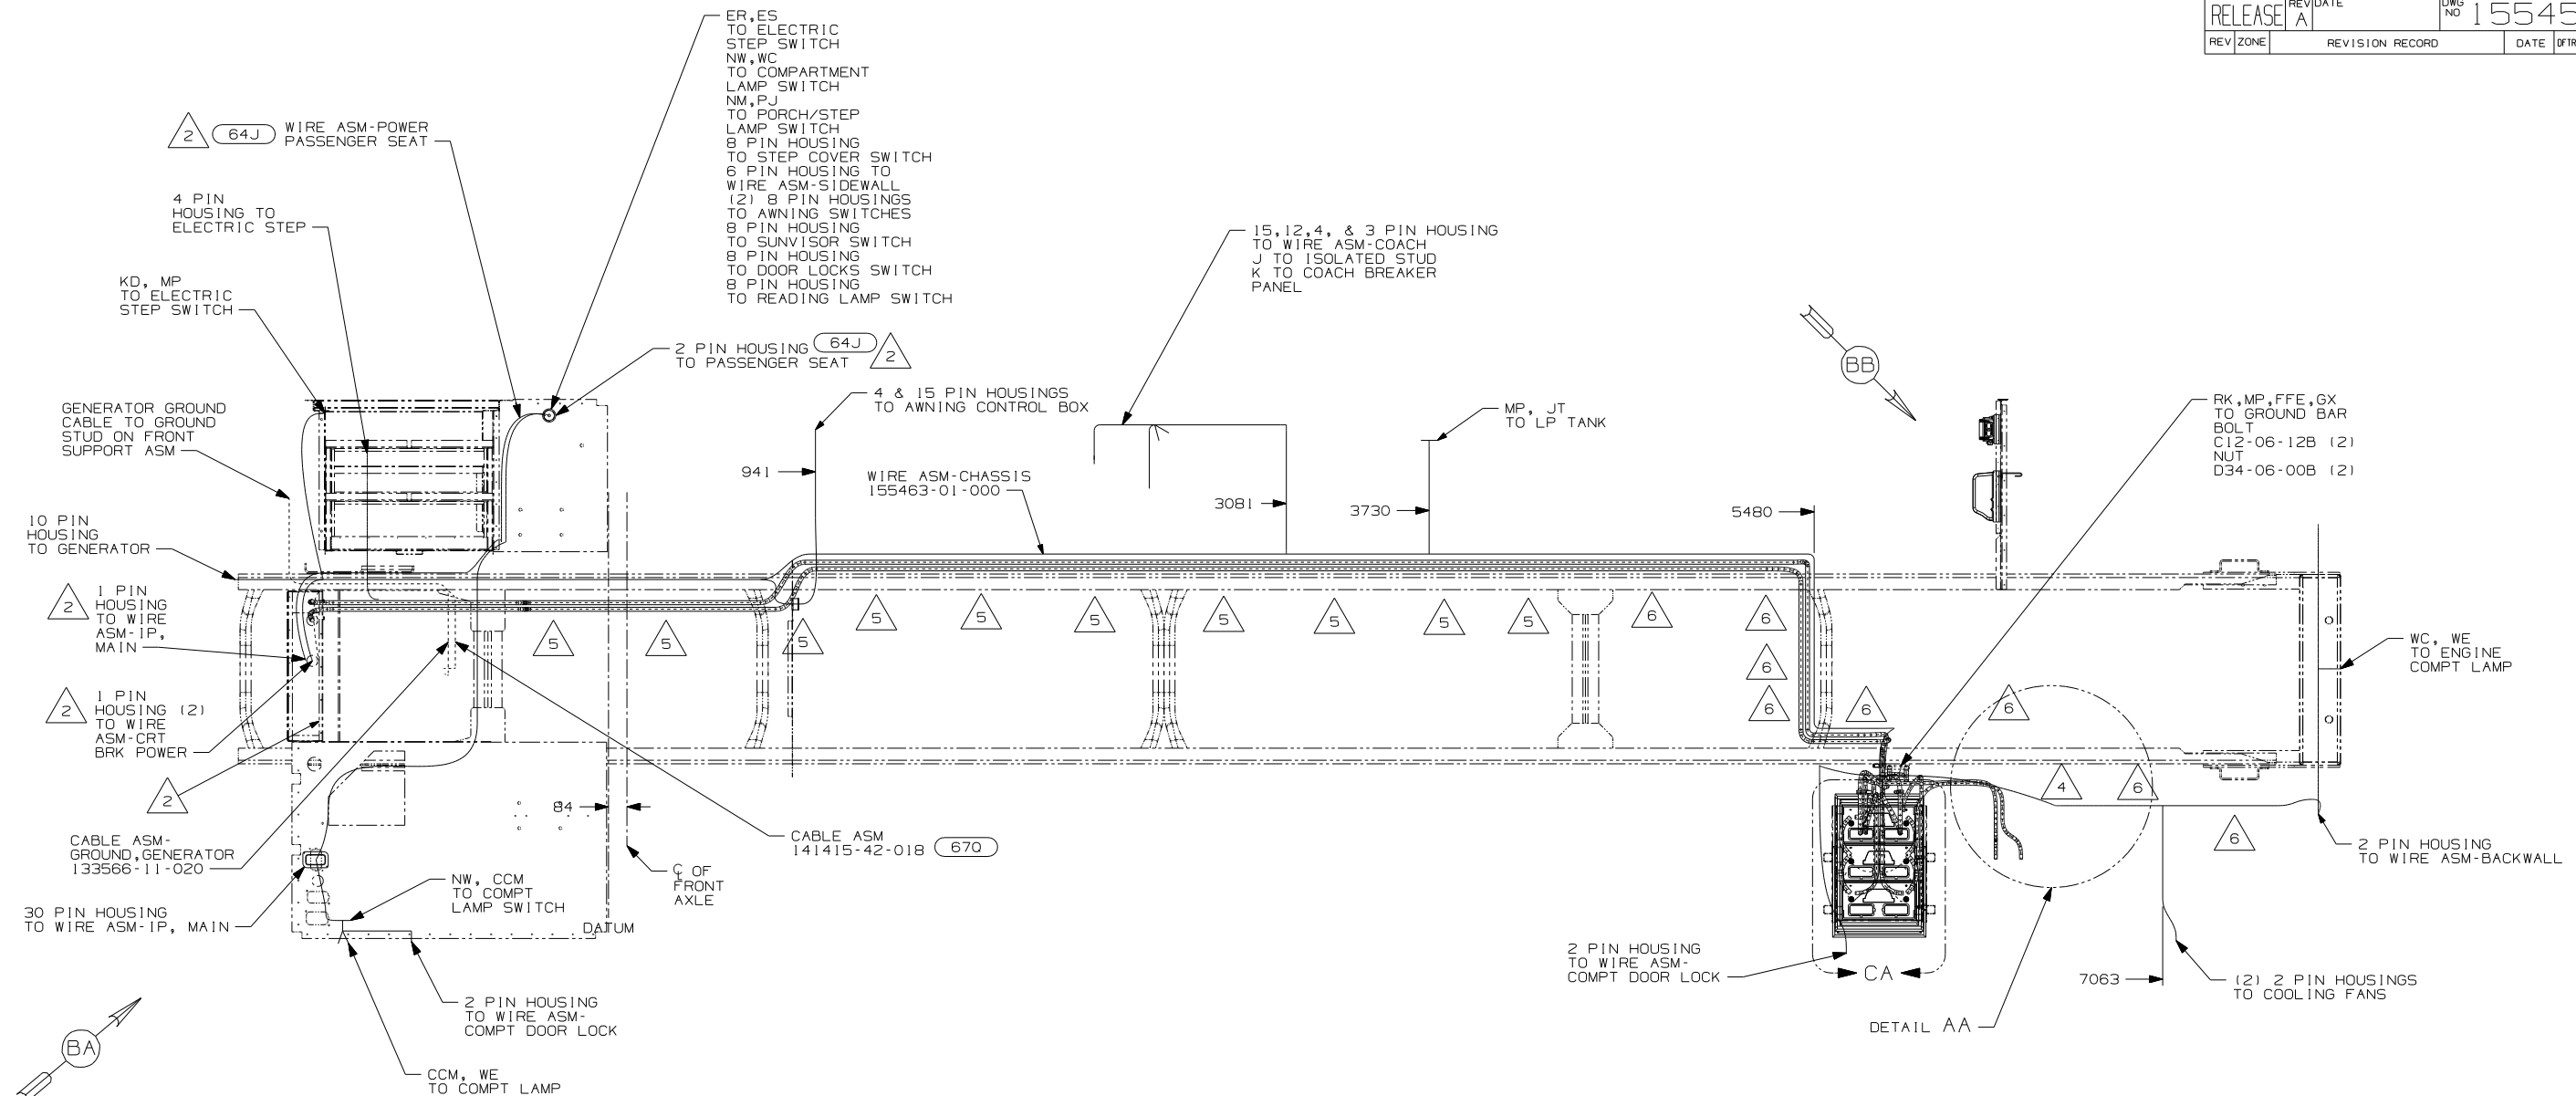 RELEASE
REV
A
DATE
DWG
NO
15545
REV ZONE REVISION RECORD DATE DFTR
ER,ES
TO ELECTRIC
STEP SWITCH
NW,WC
TO COMPARTMENT
LAMP SWITCH
NM,PJ
TO PORCH/STEP
LAMP SWITCH
8 PIN HOUSING
TO STEP COVER SWITCH
6 PIN HOUSING TO
WIRE ASM-SIDEWALL
(2) 8 PIN HOUSINGS
TO AWNING SWITCHES
8 PIN HOUSING
TO SUNVISOR SWITCH
8 PIN HOUSING
TO DOOR LOCKS SWITCH
8 PIN HOUSING
TO READING LAMP SWITCH
2
64J
WIRE ASM-POWER
PASSENGER SEAT
4 PIN
HOUSING TO
ELECTRIC STEP
KD, MP
TO ELECTRIC
STEP SWITCH
15,12,4, & 3 PIN HOUSING
TO WIRE ASM-COACH
J TO ISOLATED STUD
K TO COACH BREAKER
PANEL
2 PIN HOUSING
TO PASSENGER SEAT
64J
2
BB
GENERATOR GROUND
CABLE TO GROUND
STUD ON FRONT
SUPPORT ASM
4 & 15 PIN HOUSINGS
TO AWNING CONTROL BOX
MP, JT
TO LP TANK
RK,MP,FFE,GX
TO GROUND BAR
BOLT
C12-06-12B (2)
NUT
D34-06-00B (2)
941
WIRE ASM-CHASSIS
155463-01-000
3081
3730
5480
10 PIN
HOUSING
TO GENERATOR
2
1 PIN
HOUSING
TO WIRE
ASM-IP,
MAIN
5
5
5
5
5
5
5
5
5
5
6
6
6
6
6
6
WC, WE
TO ENGINE
COMPT LAMP
2
1 PIN
HOUSING (2)
TO WIRE
ASM-CRT
BRK POWER
2
4
6
6
84
CABLE ASM-
GROUND,GENERATOR
133566-11-020
CABLE ASM
141415-42-018
67Q
℄ OF
FRONT
AXLE
2 PIN HOUSING
TO WIRE ASM-BACKWALL
NW, CCM
TO COMPT
LAMP SWITCH
30 PIN HOUSING
TO WIRE ASM-IP, MAIN
DATUM
2 PIN HOUSING
TO WIRE ASM-
COMPT DOOR LOCK
CA
7063
(2) 2 PIN HOUSINGS
TO COOLING FANS
2 PIN HOUSING
TO WIRE ASM-
COMPT DOOR LOCK
DETAIL AA
BA
CCM, WE
TO COMPT LAMP